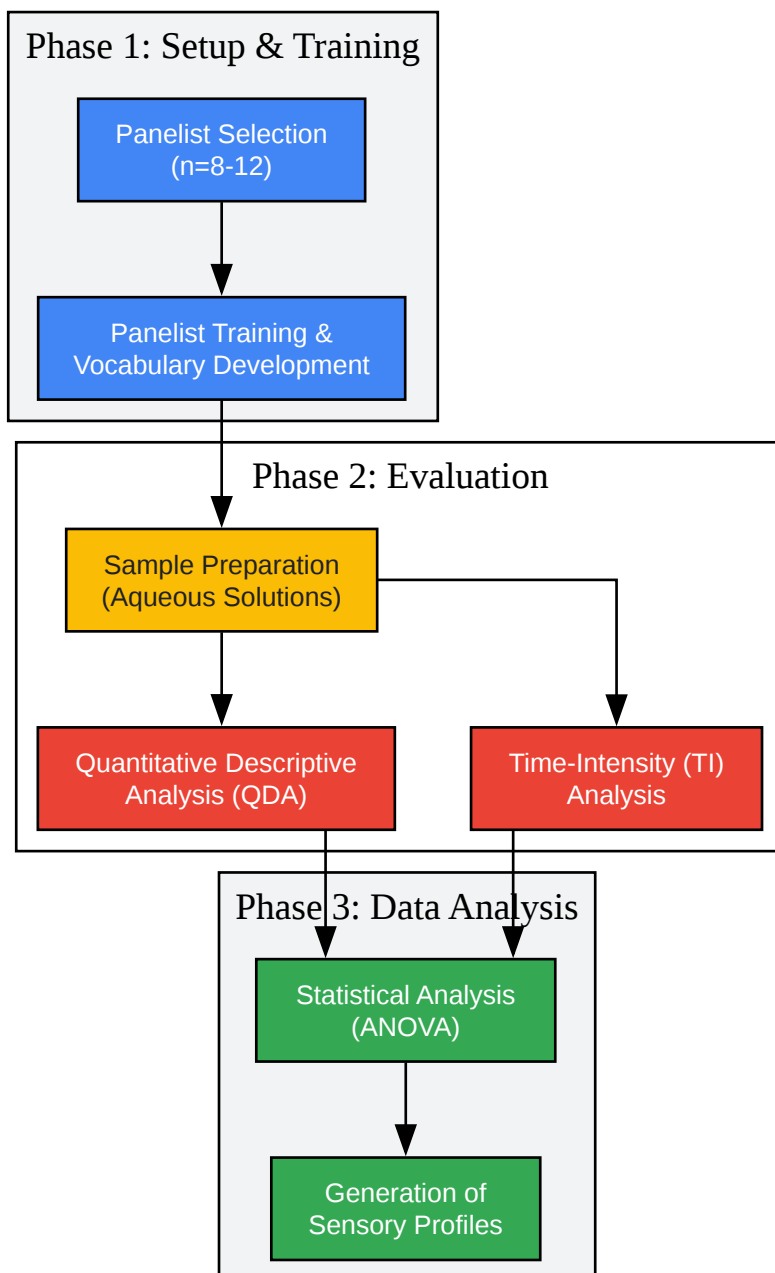 Phase 1: Setup & Training
Panelist Selection
(n=8-12)
Panelist Training &
Vocabulary Development
Phase 2: Evaluation
Sample Preparation
(Aqueous Solutions)
Quantitative Descriptive
Analysis (QDA)
Time-Intensity (TI)
Analysis
Phase 3: Data Analysis
Statistical Analysis
(ANOVA)
Generation of
Sensory Profiles